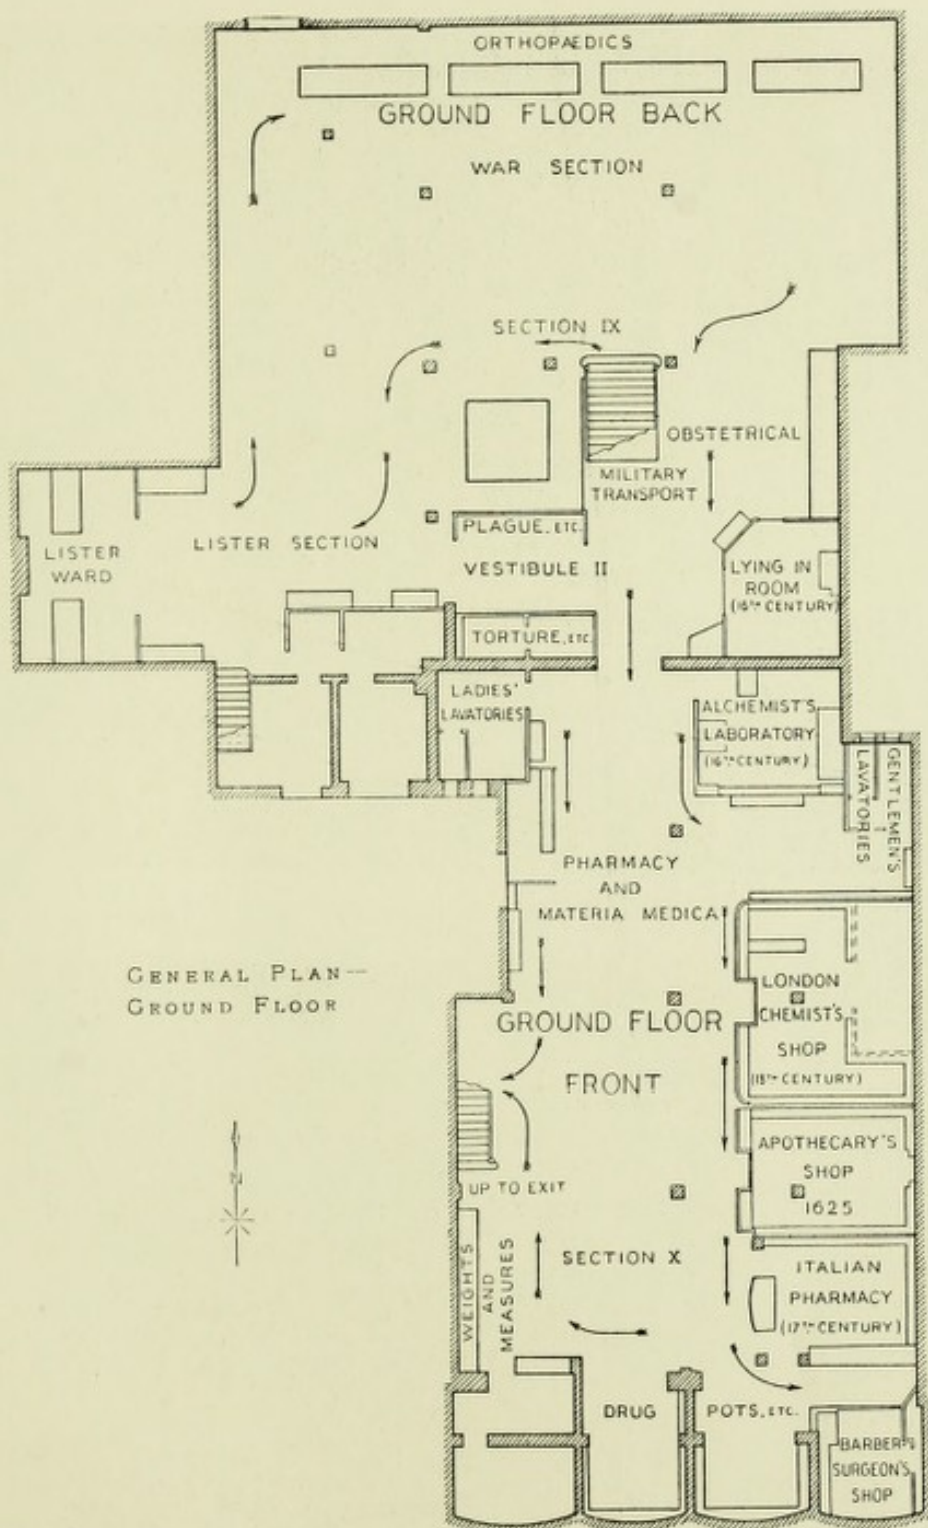 ORTHOPAEDICS
GROUND FLOOR BACK
WAR SECTION
SECTION IX
OBSTETRICAL
MILITARY
TRANSPORT
PLAGUE, ETC.
LISTER SECTION
LISTER
WARD
VESTIBULE II
LYING IN
ROOM
(16TH CENTURY)
TORTURE, ETC.
LADIES'
LAVATORIES
ALCHEMIST'S
LABORATORY
(16TH CENTURY)
GENTLEMEN'S
LAVATORIES
PHARMACY
AND
MATERIA MEDICA
GENERAL PLAN—
GROUND FLOOR
LONDON
CHEMIST'S
SHOP
(18TH CENTURY)
GROUND FLOOR
FRONT
APOTHECARY'S
SHOP
1625
UP TO EXIT
N
WEIGHTS
AND
MEASURES
SECTION X
ITALIAN
PHARMACY
(17TH CENTURY)
DRUG POTS, ETC.
BARBER
SURGEON'S
SHOP